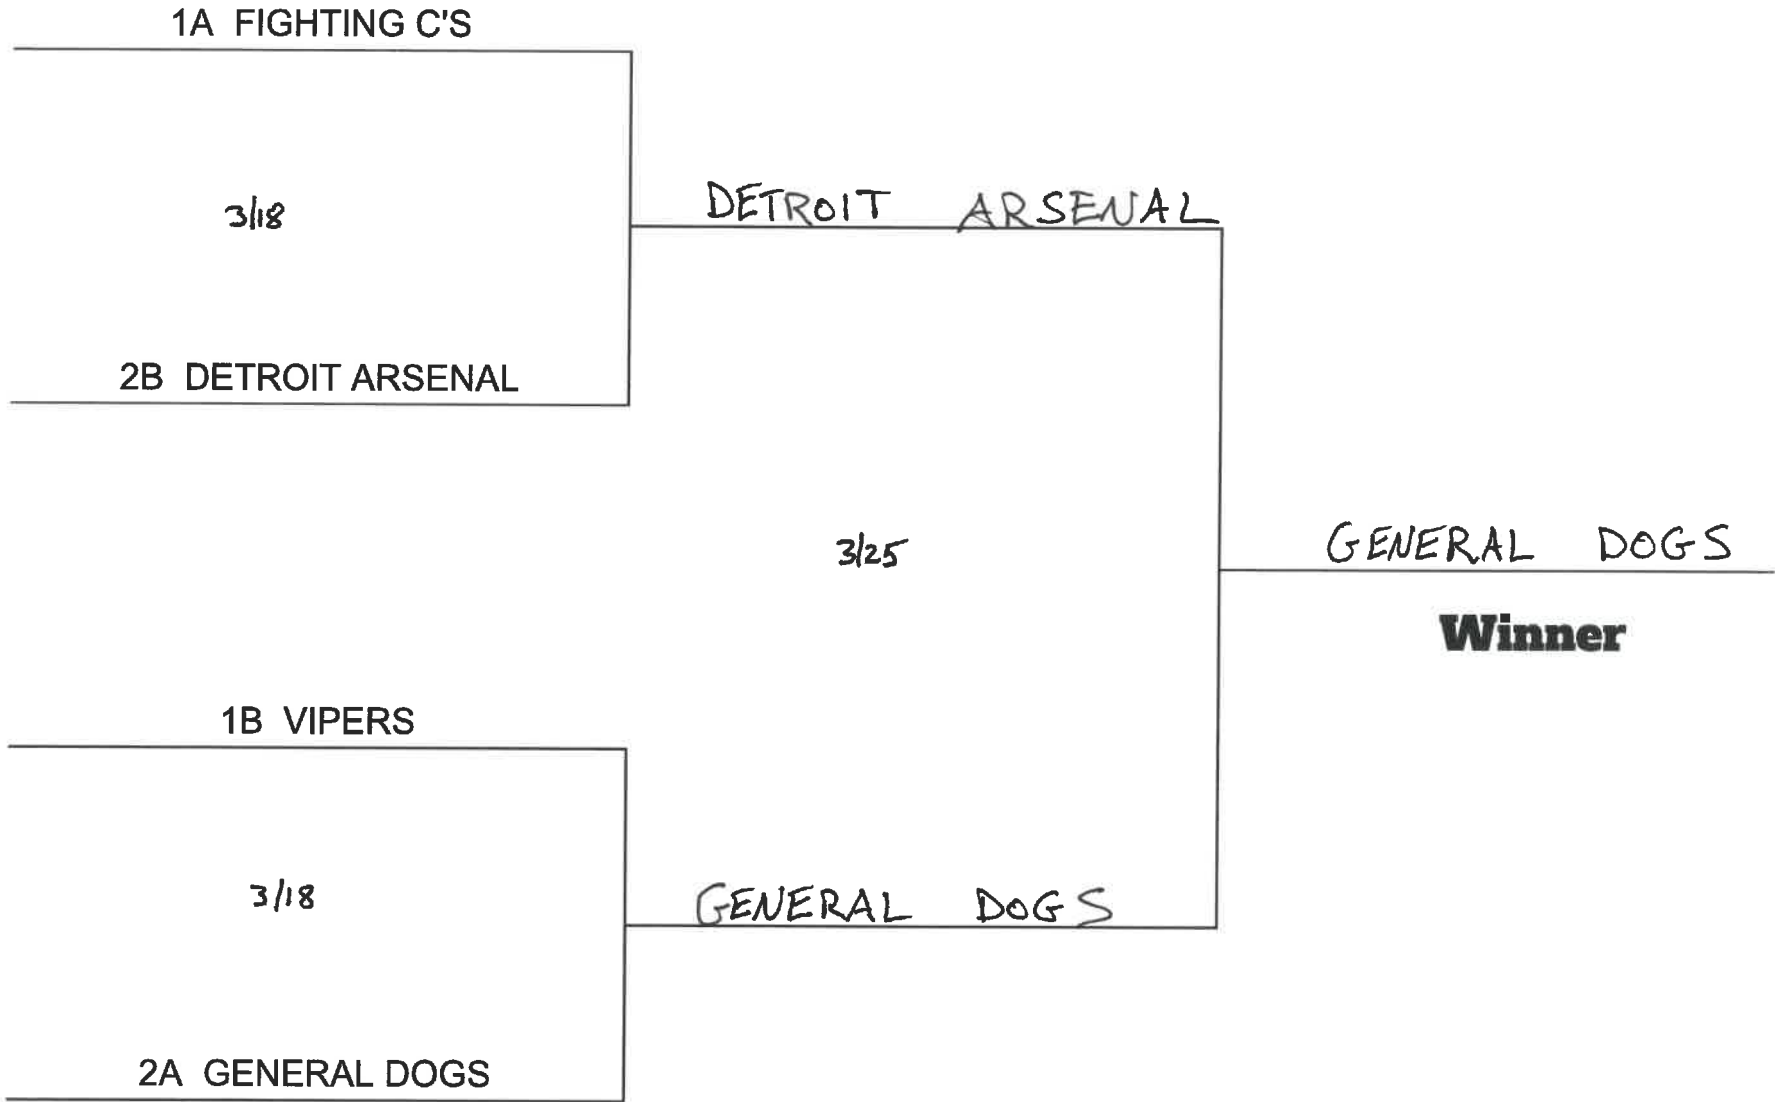 1A FIGHTING C'S
3/18
DETROIT ARSENAL
2B DETROIT ARSENAL
3/25
GENERAL DOGS
Winner
1B VIPERS
3/18
GENERAL DOGS
2A GENERAL DOGS